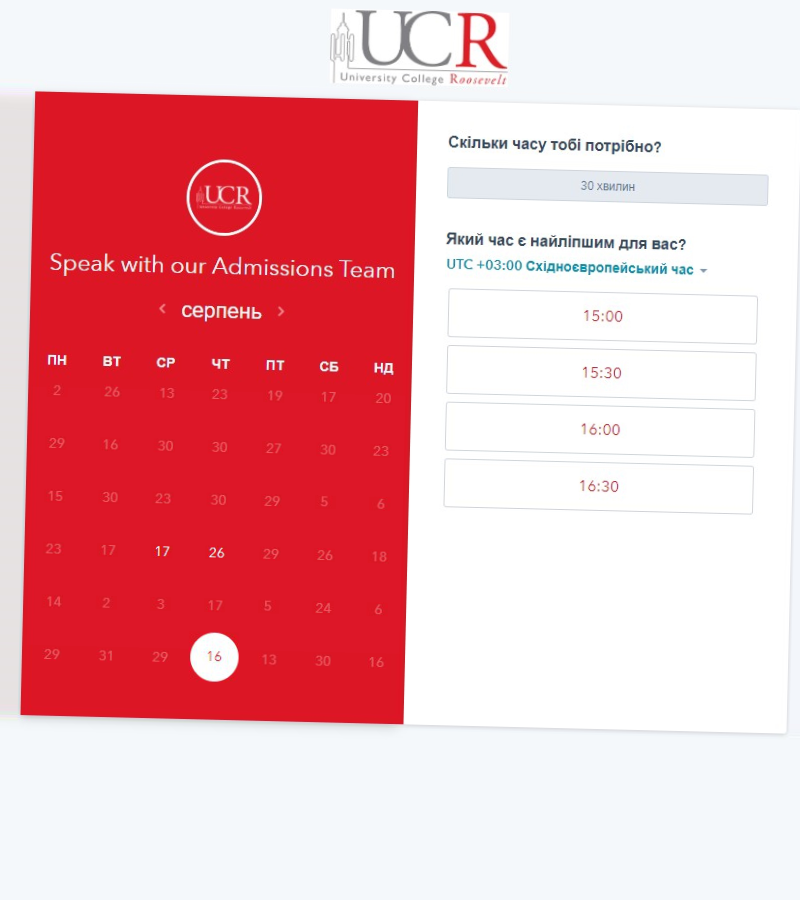 UCR
University College Roosevelt
UCR
Speak with our Admissions Team
серпень
ПН ВТ СР ЧТ ПТ СБ НД
2 26 13 23 19 17 20
29 16 30 30 27 30 23
15 30 23 30 29 5 6
23 17 17 26 29 26 18
14 2 3 17 5 24 6
29 31 29 16 13 30 16
Скільки часу тобі потрібно?
30 хвилин
Який час є найліпшим для вас?
UTC +03:00 Східноєвропейський час
15:00
15:30
16:00
16:30